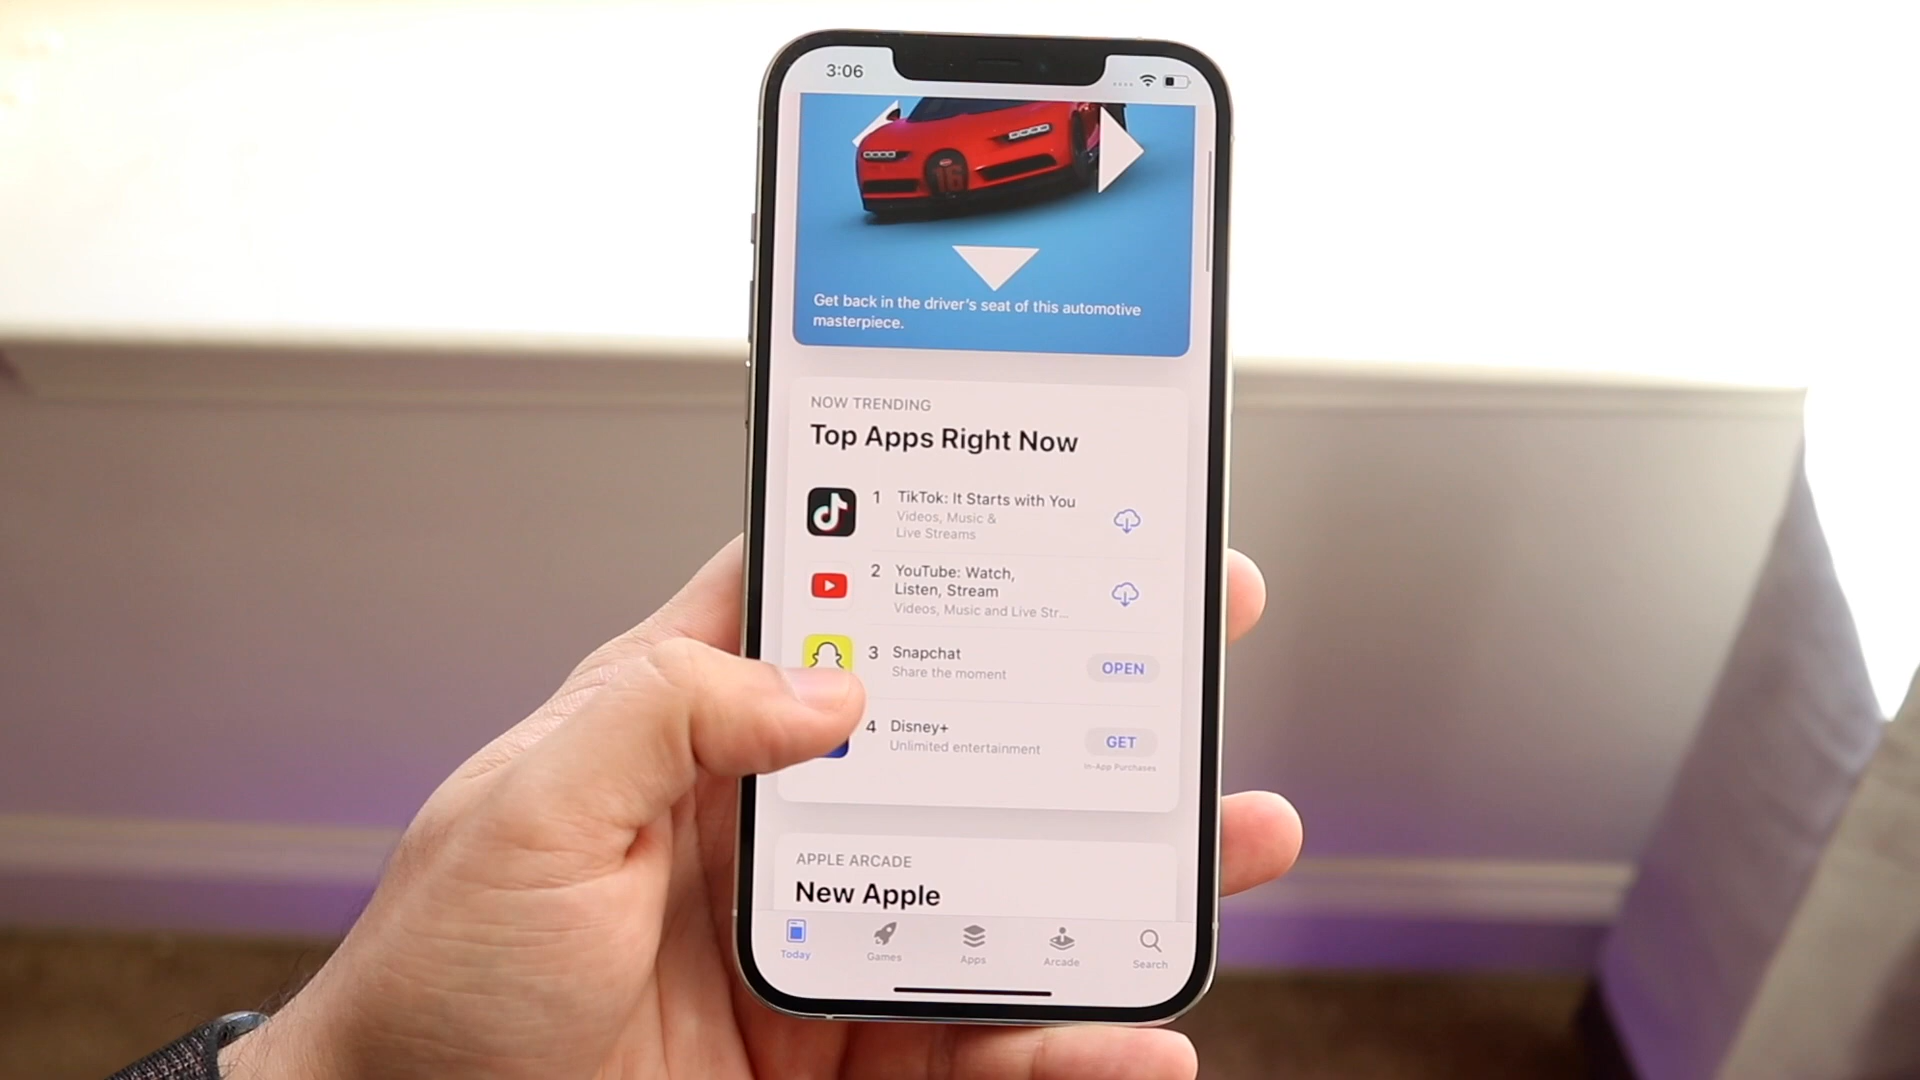 3:06
16
Get back in the driver's seat of this automotive
masterpiece.
NOW TRENDING
Top Apps Right Now
1 TikTok: It Starts with You
Videos, Music &
Live Streams
2 YouTube: Watch,
Listen, Stream
Videos, Music and Live Str...
3 Snapchat
Share the moment
OPEN
4 Disney+
Unlimited entertainment
GET
In-App Purchases
APPLE ARCADE
New Apple
Today
Games
Apps
Arcade
Search